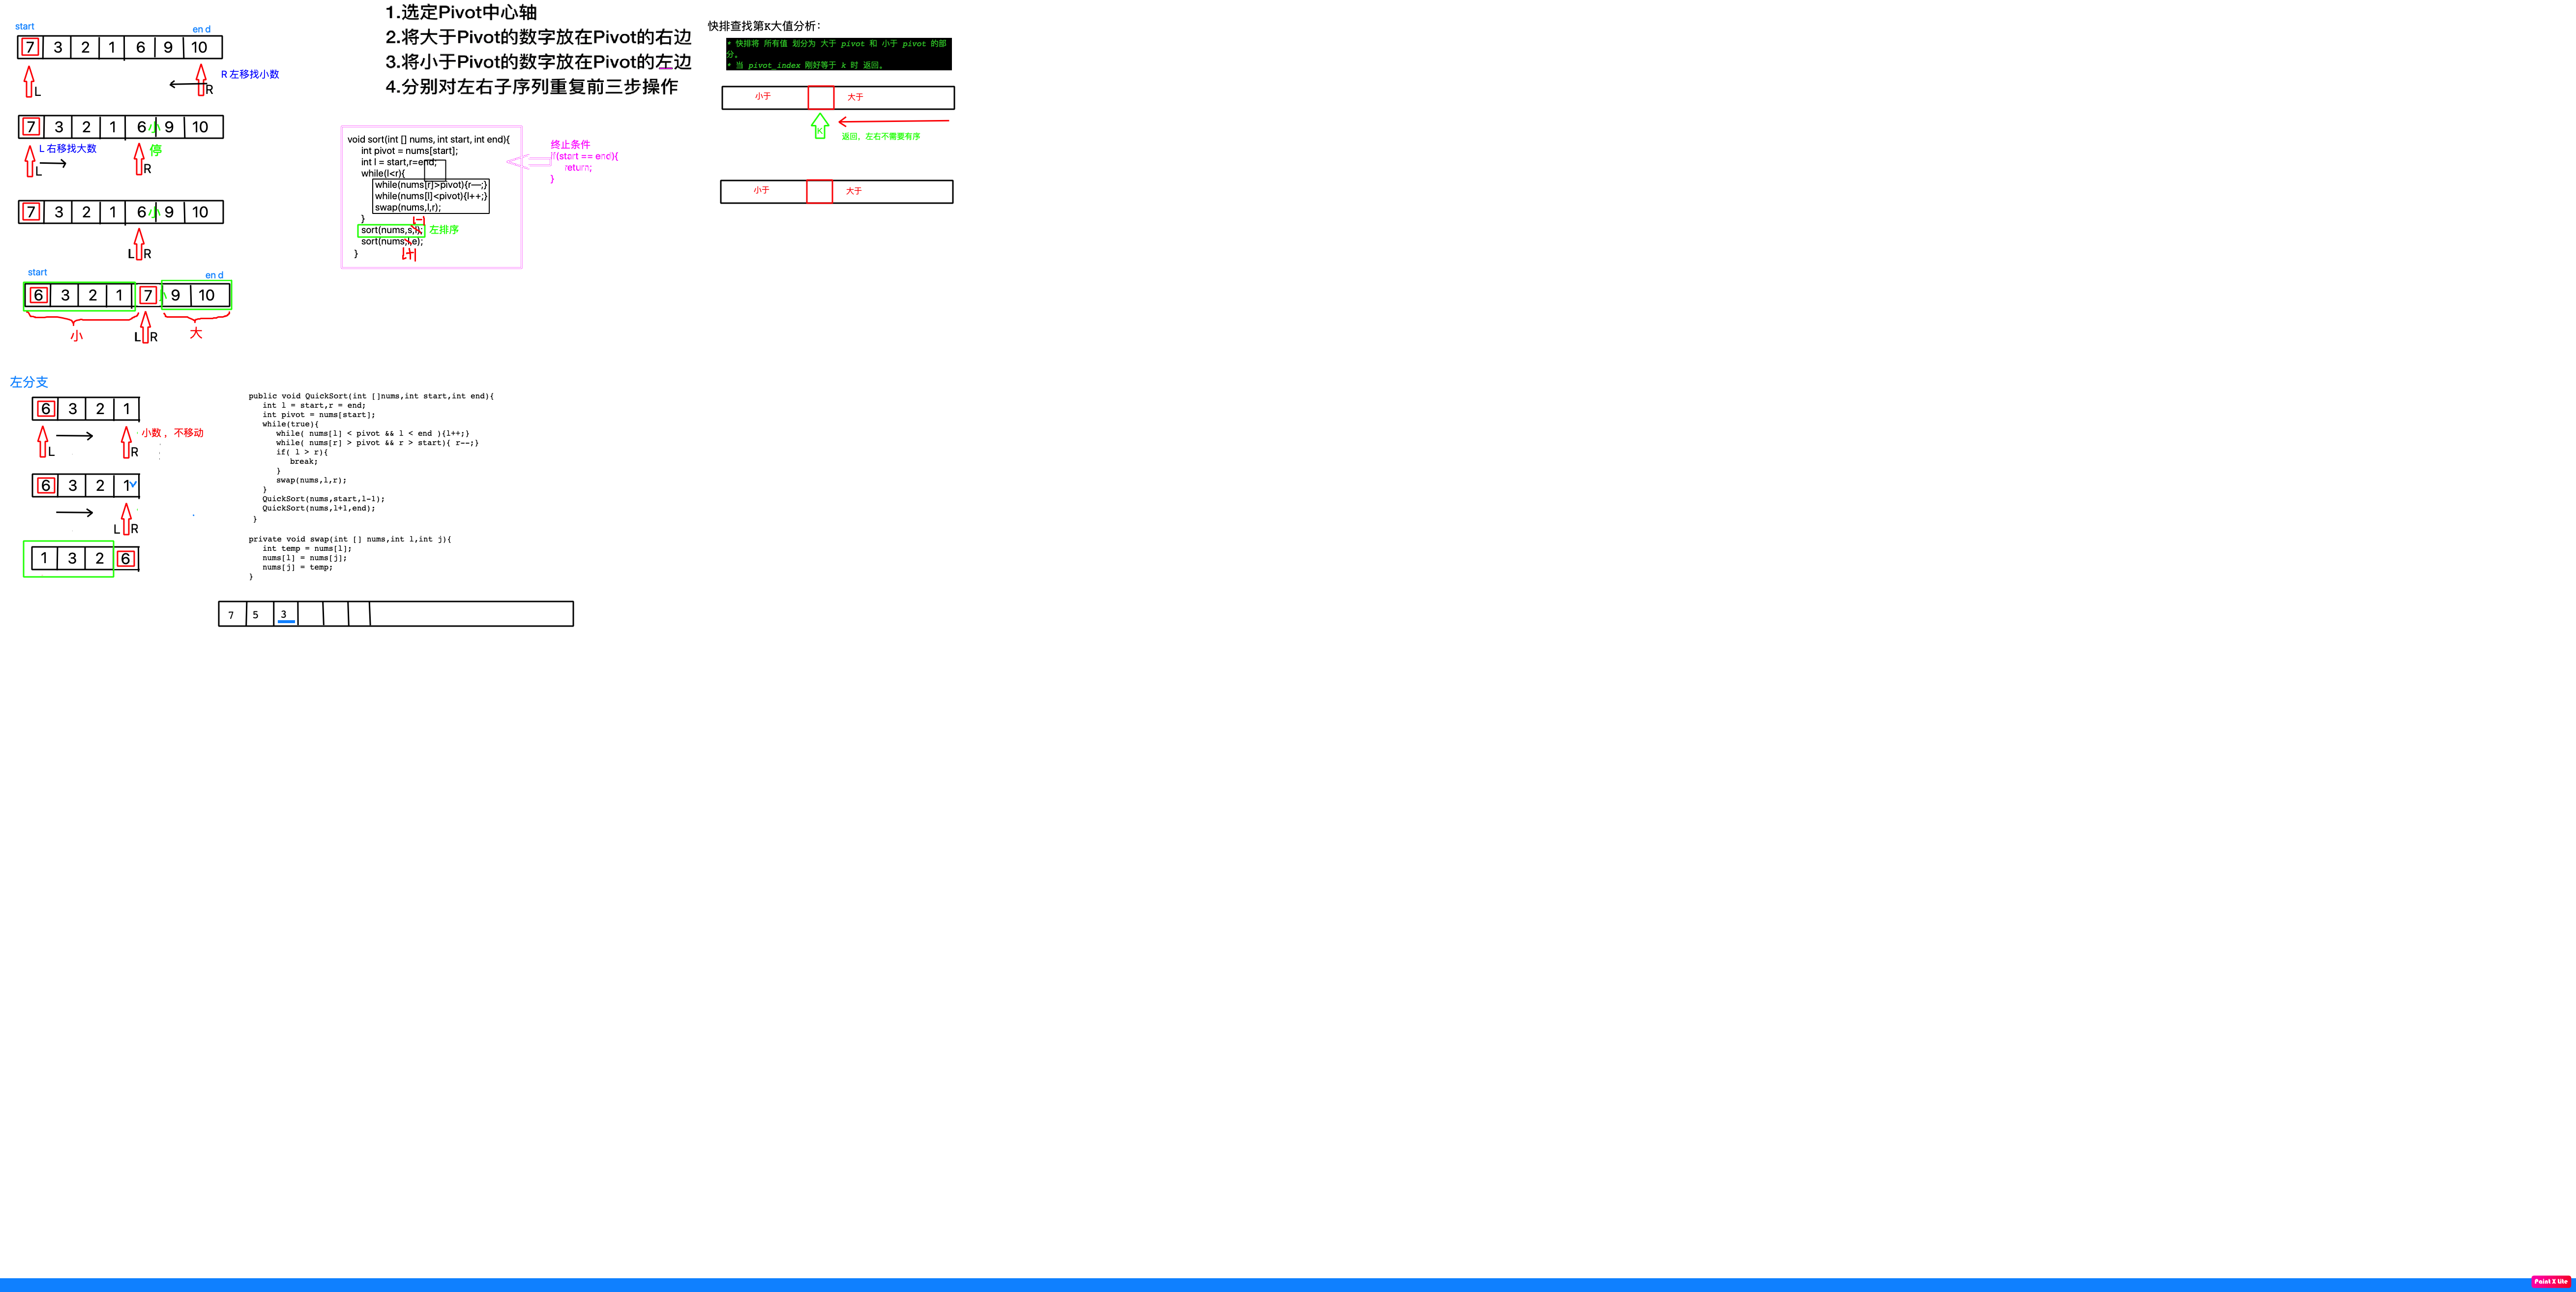 start
en d
7 3 2 1 6 9 10
R 左移找小数
L
R
7 3 2 1 6 小 9 10
L 右移找大数
停
L
R
7 3 2 1 6 小 9 10
L R
start
en d
6 3 2 1 7 9 10
小
L R
大
1.选定Pivot中心轴
2.将大于Pivot的数字放在Pivot的右边
3.将小于Pivot的数字放在Pivot的左边
4.分别对左右子序列重复前三步操作
void sort(int [] nums, int start, int end){
int pivot = nums[start];
int l = start,r=end;
while(l<r){
while(nums[r]>pivot){r—;}
while(nums[l]<pivot){l++;}
swap(nums,l,r);
}
l-1
sort(nums,s,l); 左排序
sort(nums,l,e);
l+1
}
终止条件
if(start == end){
return;
}
快排查找第K大值分析：
* 快排将 所有值 划分为 大于 pivot 和 小于 pivot 的部
分。
* 当 pivot_index 刚好等于 k 时 返回。
小于 大于
K
返回，左右不需要有序
小于 大于
左分支
6 3 2 1
小数 ，不移动
L
R
6 3 2 1
L R
1 3 2 6
public void QuickSort(int []nums,int start,int end){
int l = start,r = end;
int pivot = nums[start];
while(true){
while( nums[l] < pivot && l < end ){l++;}
while( nums[r] > pivot && r > start){ r--;}
if( l > r){
break;
}
swap(nums,l,r);
}
QuickSort(nums,start,l-1);
QuickSort(nums,l+1,end);
}
private void swap(int [] nums,int l,int j){
int temp = nums[l];
nums[l] = nums[j];
nums[j] = temp;
}
7 5 3
Paint X Lite